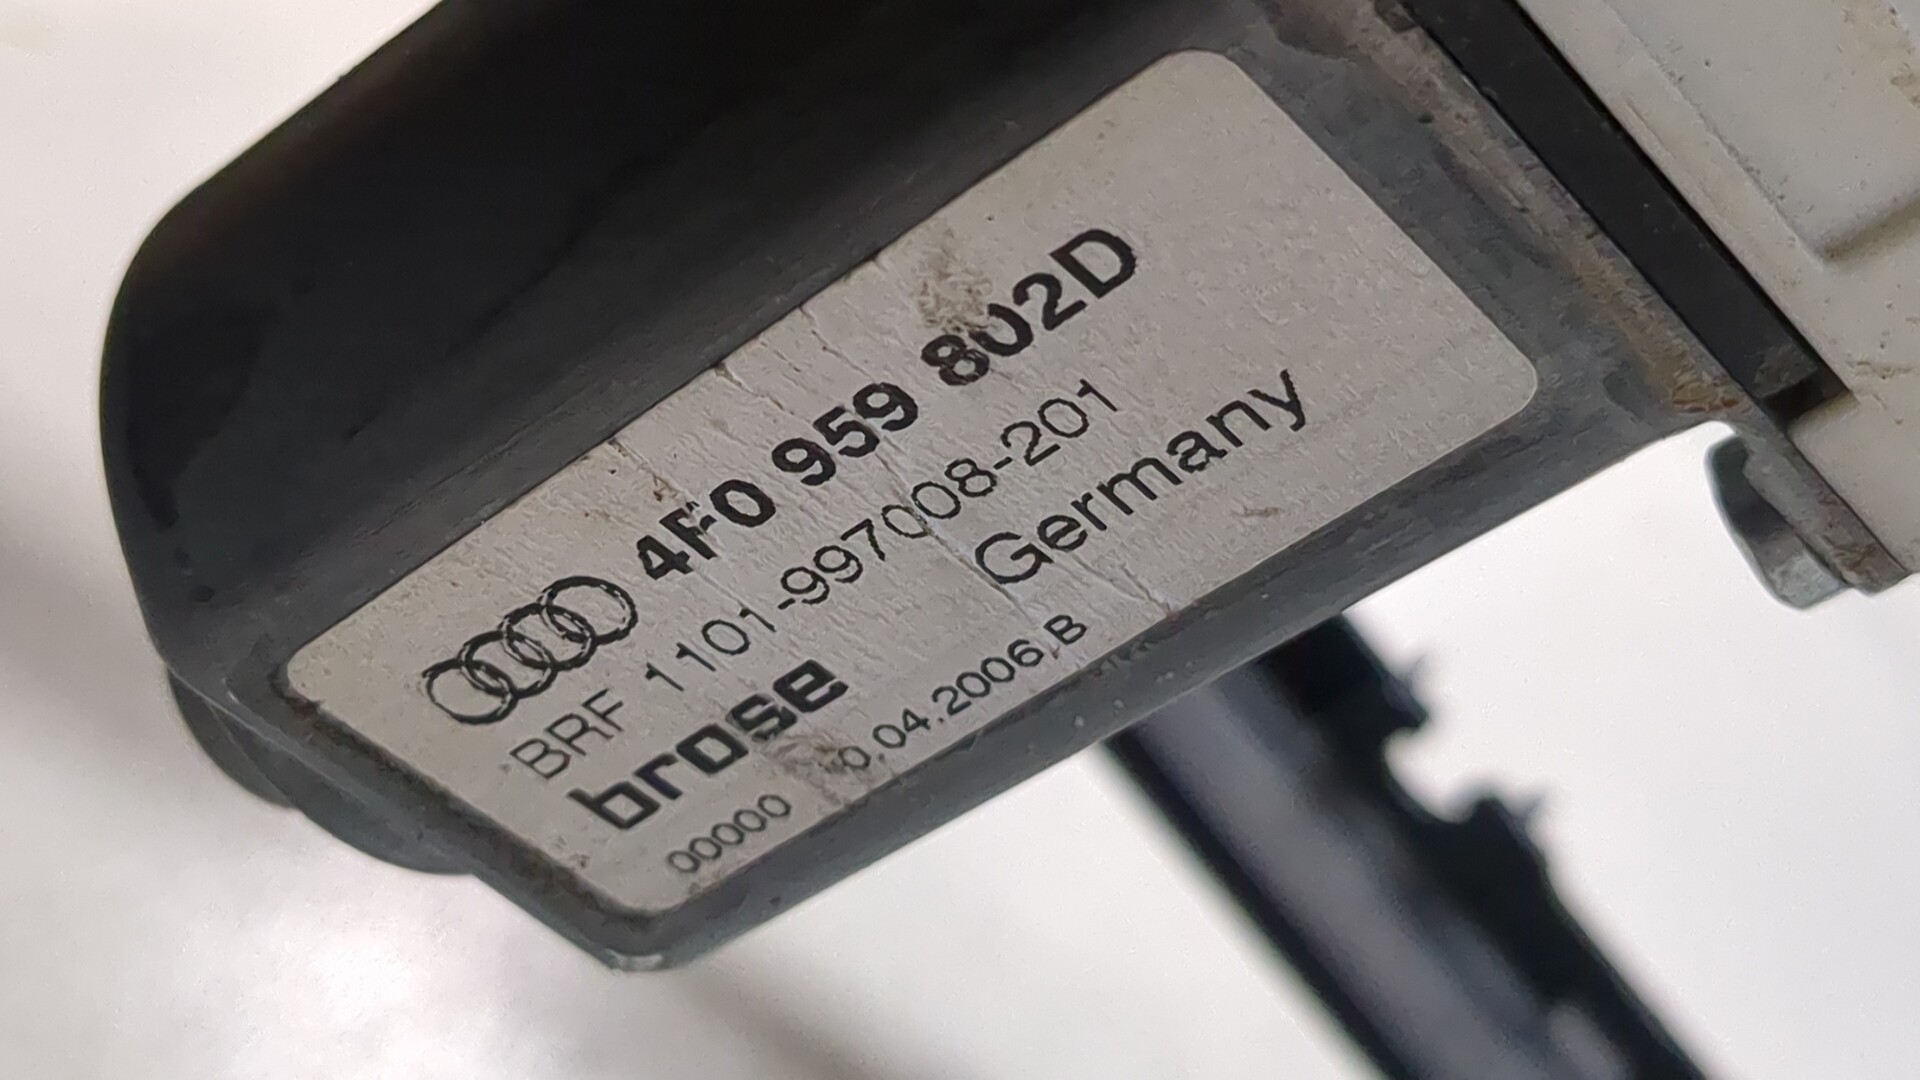 4F0 959 802D
BRF 1101-997008-201
brose Germany
00000 0.04.2006 B